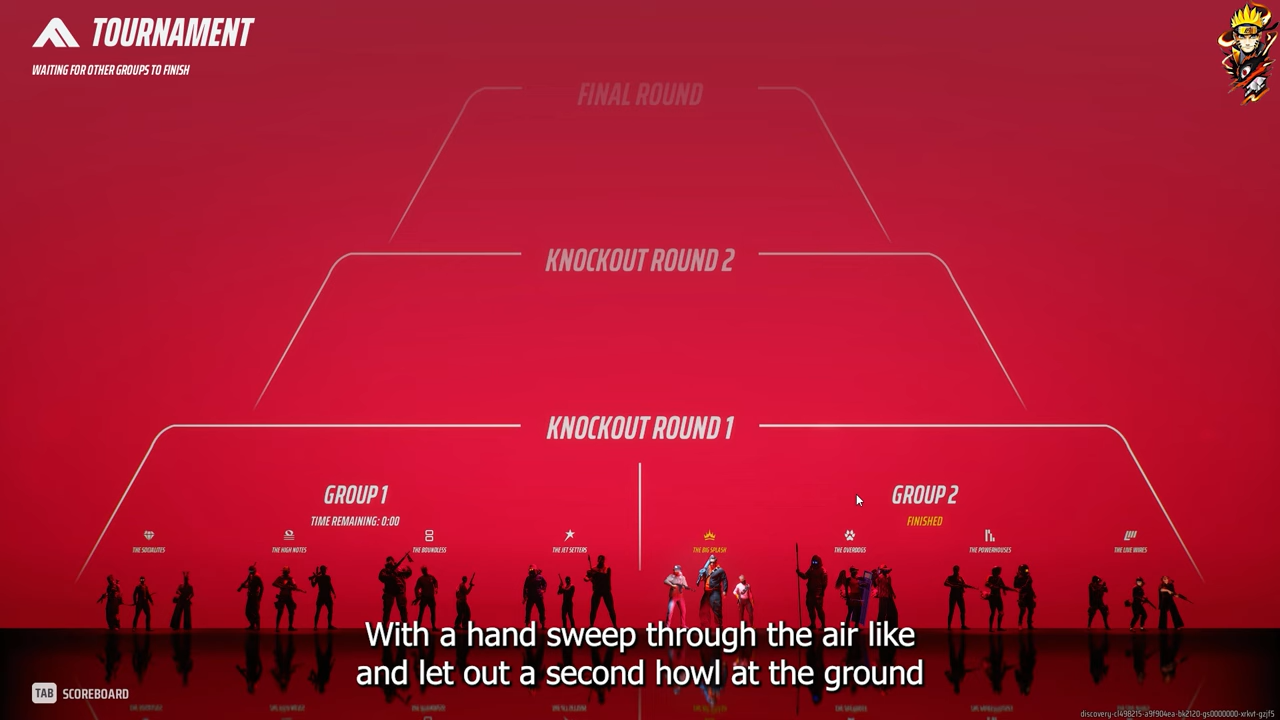 TOURNAMENT
WAITING FOR OTHER GROUPS TO FINISH
FINAL ROUND
KNOCKOUT ROUND 2
KNOCKOUT ROUND 1
GROUP 1
GROUP 2
TIME REMAINING: 0:00
FINISHED
THE SOCIALITES
THE HIGH NOTES
THE BOUNDLESS
THE JET SETTERS
THE BIG SPLASH
THE OVERDOGS
THE POWERHOUSES
THE LIVE WIRES
With a hand sweep through the air like
and let out a second howl at the ground
TAB SCOREBOARD